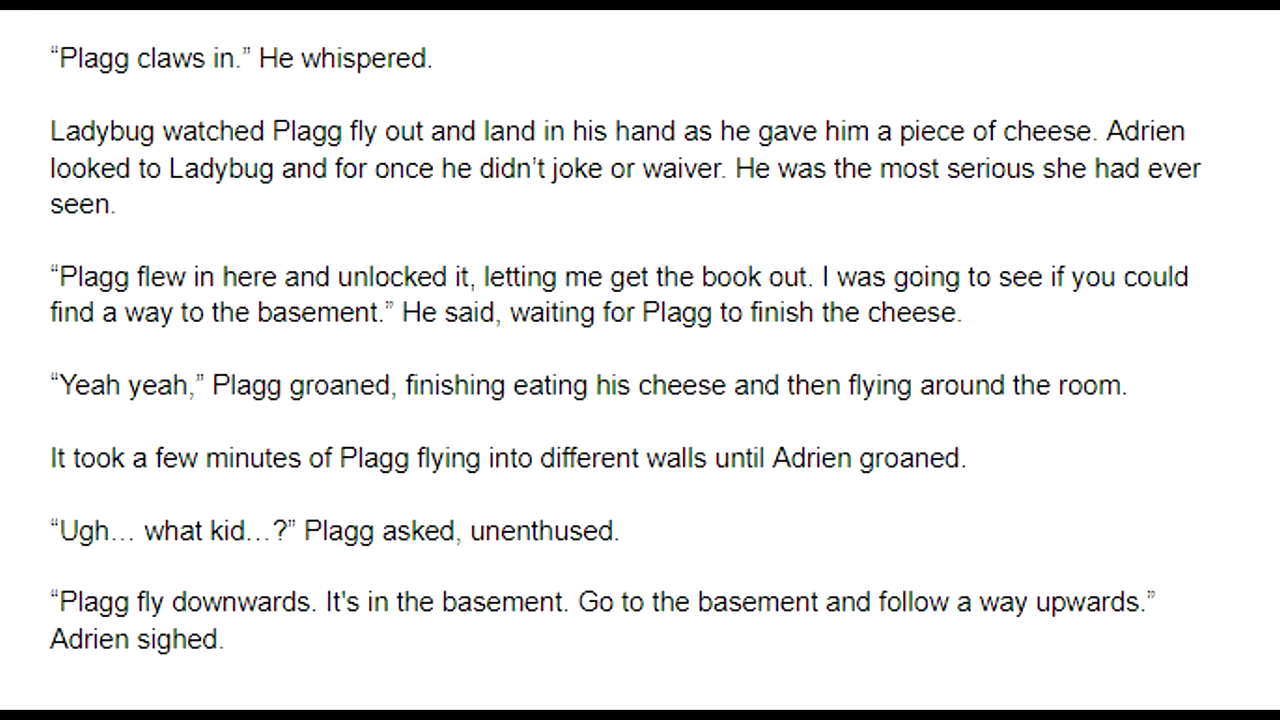 “Plagg claws in.” He whispered.
Ladybug watched Plagg fly out and land in his hand as he gave him a piece of cheese. Adrien
looked to Ladybug and for once he didn’t joke or waiver. He was the most serious she had ever
seen.
“Plagg flew in here and unlocked it, letting me get the book out. I was going to see if you could
find a way to the basement.” He said, waiting for Plagg to finish the cheese.
“Yeah yeah,” Plagg groaned, finishing eating his cheese and then flying around the room.
It took a few minutes of Plagg flying into different walls until Adrien groaned.
“Ugh… what kid…?” Plagg asked, unenthused.
“Plagg fly downwards. It's in the basement. Go to the basement and follow a way upwards.”
Adrien sighed.